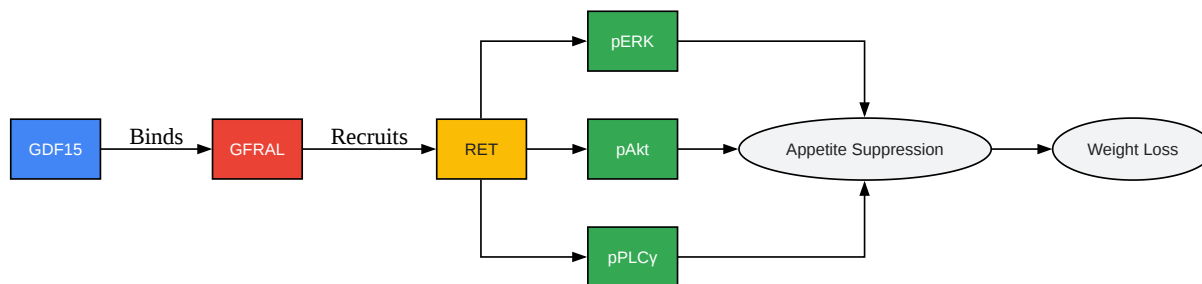 pERK
GDF15
Binds
GFRAL
Recruits
RET
pAkt
Appetite Suppression
Weight Loss
pPLCγ